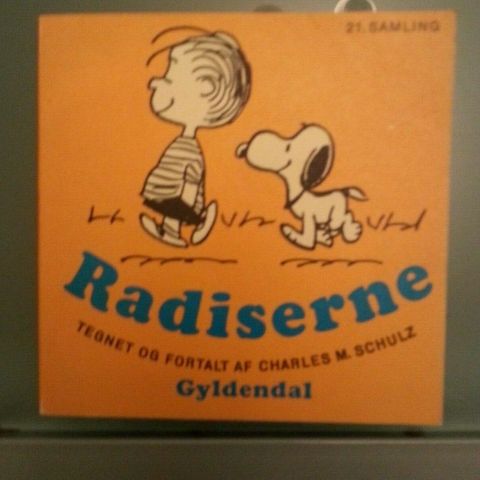 21. SAMLING
Radiserne
TEGNET OG FORTALT AF CHARLES M. SCHULZ
Gyldendal